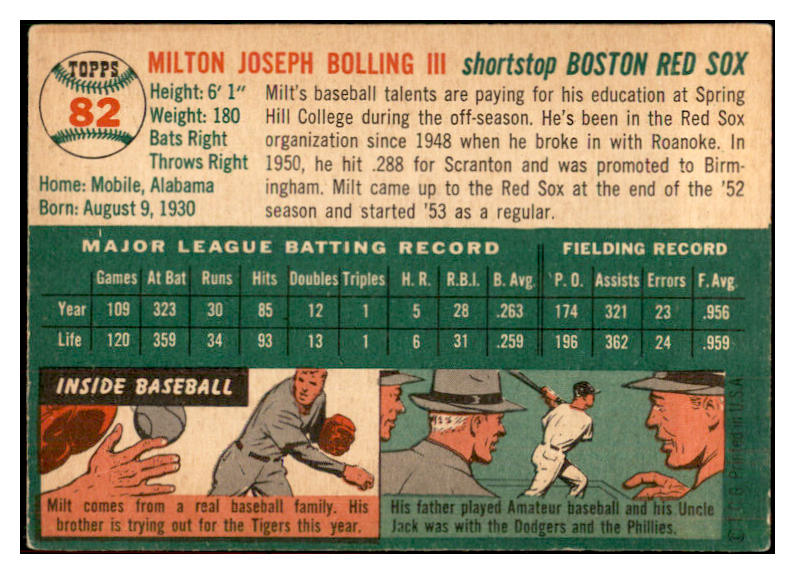 TOPPS
82
MILTON JOSEPH BOLLING III shortstop BOSTON RED SOX
Height: 6' 1"
Weight: 180
Bats Right
Throws Right
Home: Mobile, Alabama
Born: August 9, 1930
Milt's baseball talents are paying for his education at Spring
Hill College during the off-season. He's been in the Red Sox
organization since 1948 when he broke in with Roanoke. In
1950, he hit .288 for Scranton and was promoted to Birm-
ingham. Milt came up to the Red Sox at the end of the '52
season and started '53 as a regular.
MAJOR LEAGUE BATTING RECORD FIELDING RECORD
Games At Bat Runs Hits Doubles Triples H. R. R.B.I. B. Avg. P. O. Assists Errors F. Avg.
Year 109 323 30 85 12 1 5 28 .263 174 321 23 .956
Life 120 359 34 93 13 1 6 31 .259 196 362 24 .959
INSIDE BASEBALL
Milt comes from a real baseball family. His
brother is trying out for the Tigers this year.
His father played Amateur baseball and his Uncle
Jack was with the Dodgers and the Phillies.
© T. C. G. Printed in U.S.A.